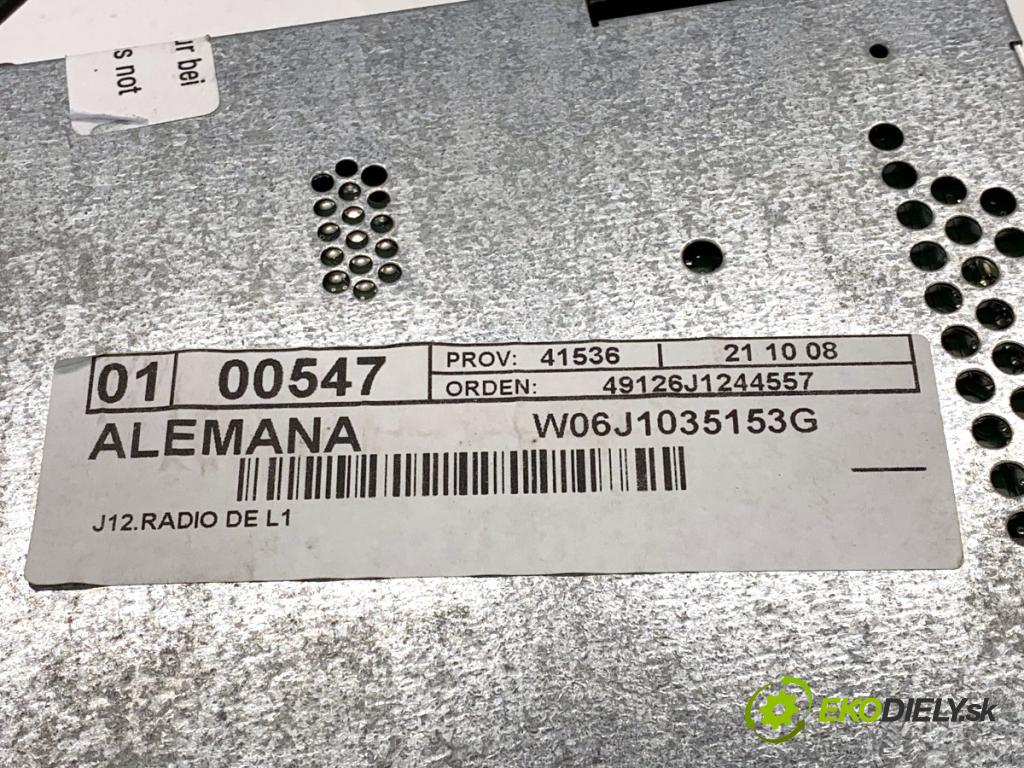 ur bei
s not
01 00547 PROV: 41536 21 10 08
ORDEN: 49126J1244557
ALEMANA W06J1035153G
J12.RADIO DE L1
EKODIELY.sk